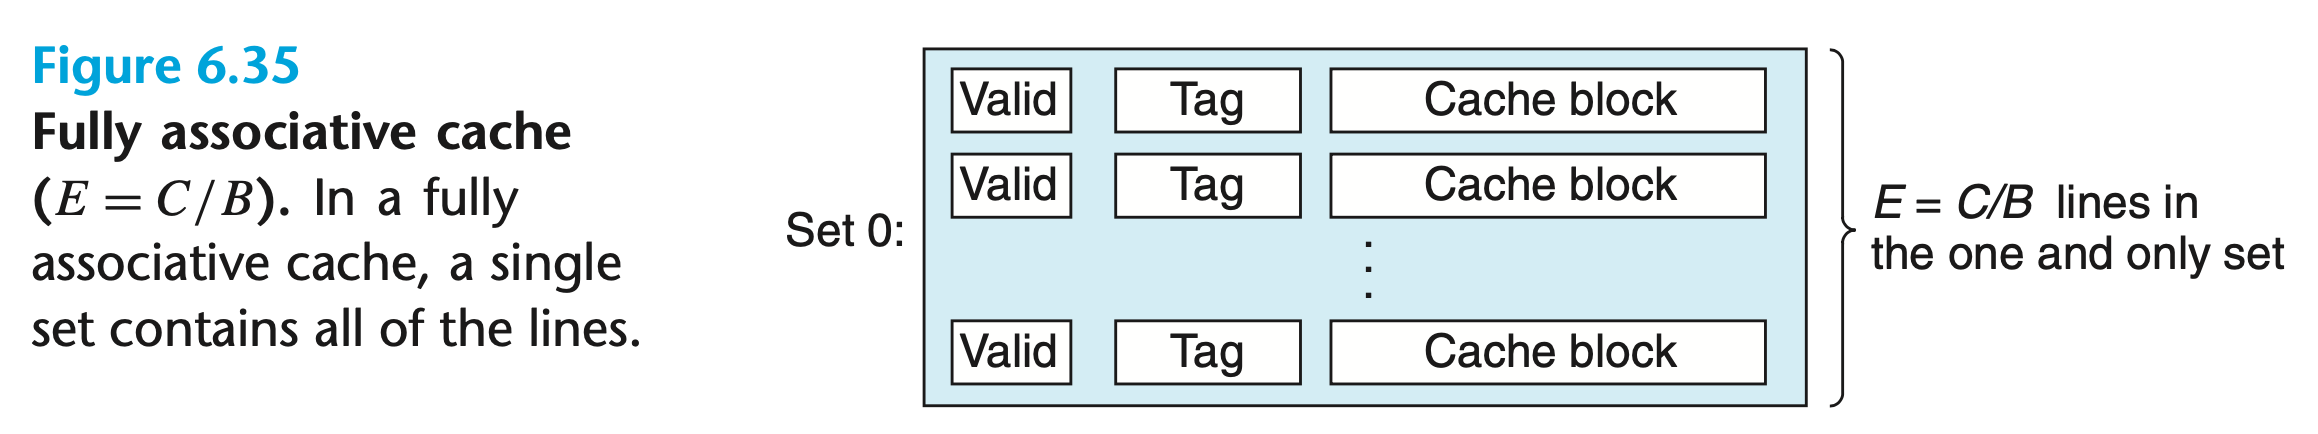 Figure 6.35
Fully associative cache
(E = C/B). In a fully
associative cache, a single
set contains all of the lines.
Set 0:
Valid Tag Cache block
Valid Tag Cache block
.
.
.
Valid Tag Cache block
E = C/B lines in
the one and only set